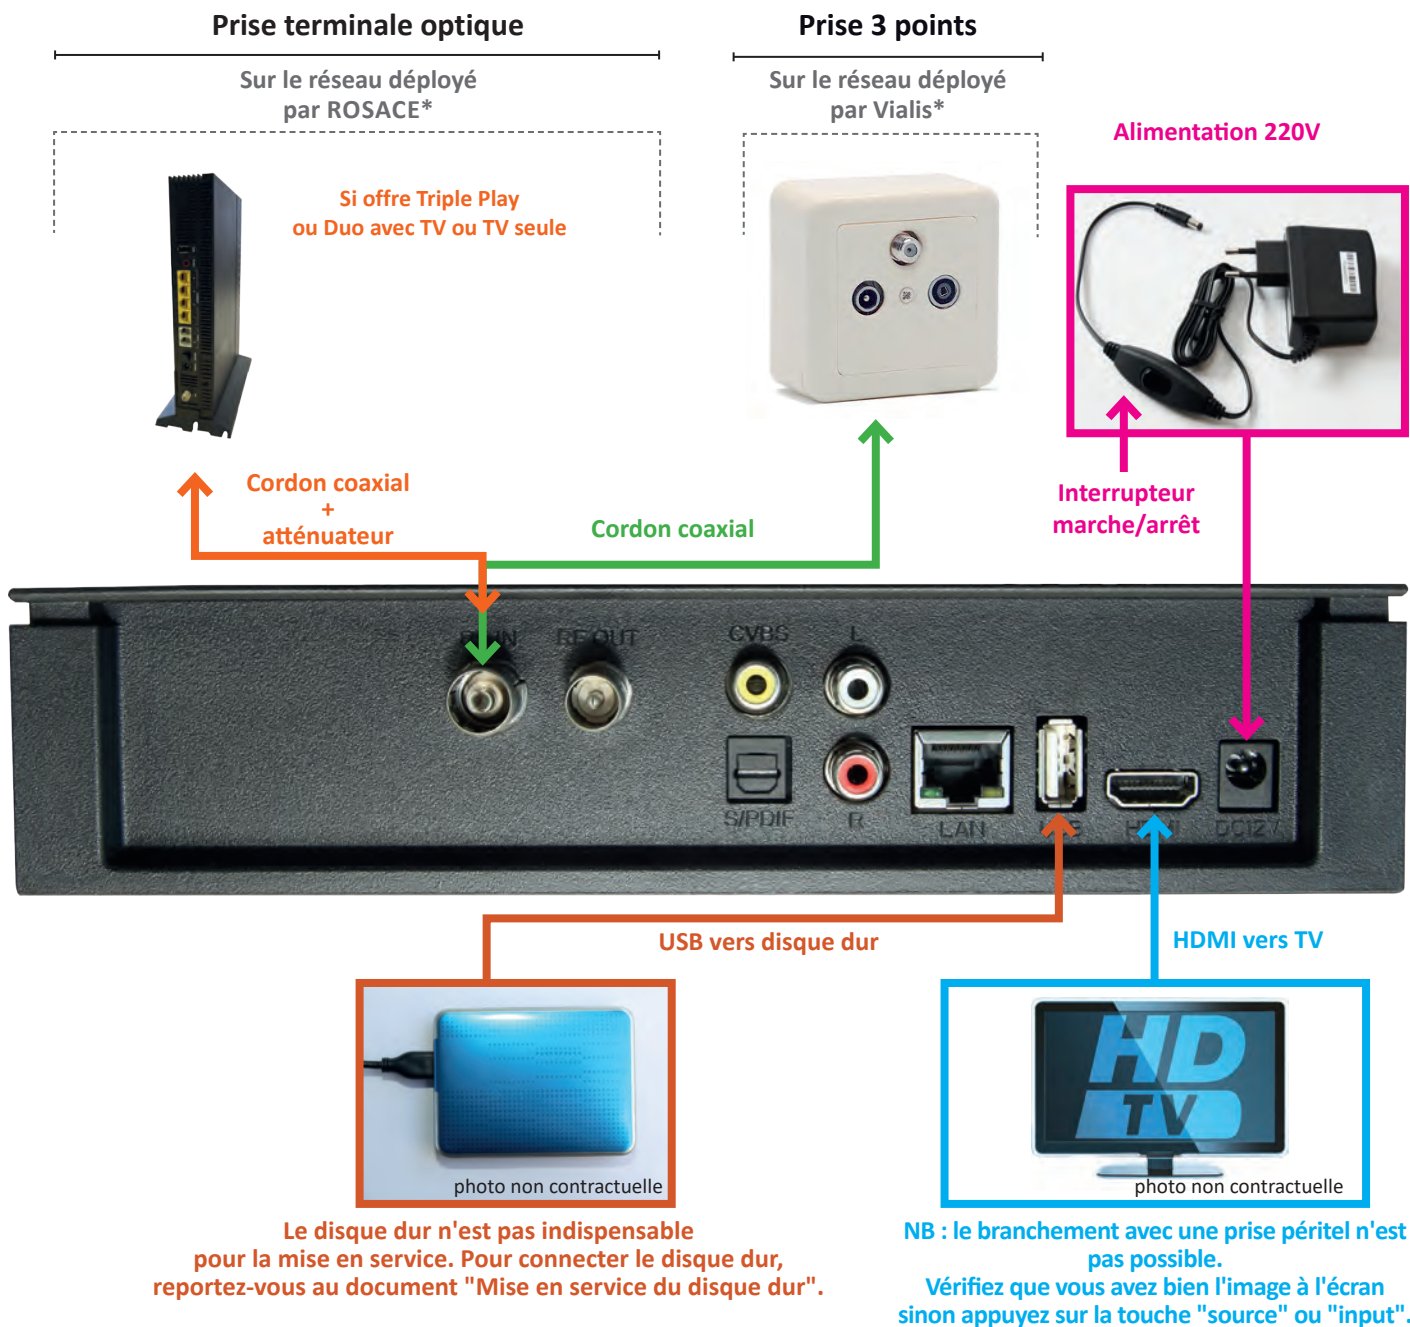 Prise terminale optique
Prise 3 points
Sur le réseau déployé
par ROSACE*
Sur le réseau déployé
par Vialis*
Alimentation 220V
Si offre Triple Play
ou Duo avec TV ou TV seule
Cordon coaxial
+
atténuateur
Cordon coaxial
Interrupteur
marche/arrêt
RF OUT
CVBS
L
S/PDIF
R
LAN
USB
HDMI
DC12V
USB vers disque dur
HDMI vers TV
HD
TV
photo non contractuelle
photo non contractuelle
Le disque dur n'est pas indispensable
pour la mise en service. Pour connecter le disque dur,
reportez-vous au document "Mise en service du disque dur".
NB : le branchement avec une prise péritel n'est
pas possible.
Vérifiez que vous avez bien l'image à l'écran
sinon appuyez sur la touche "source" ou "input".